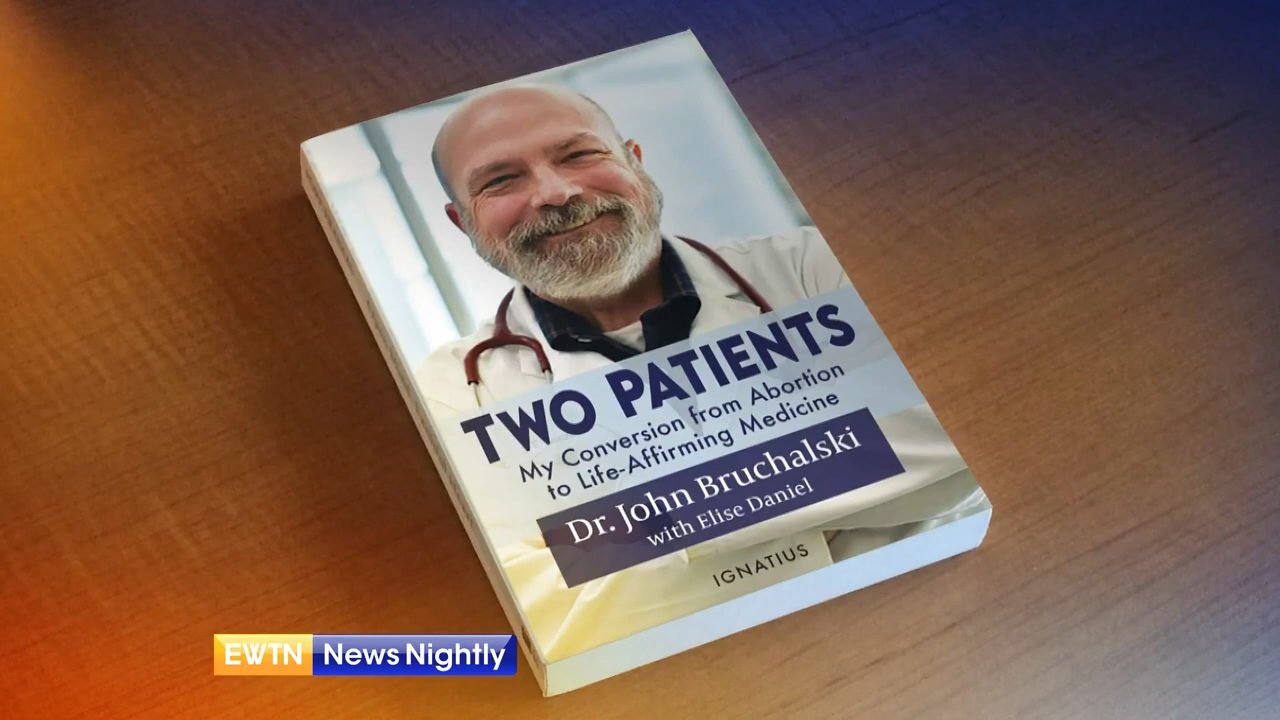 TWO PATIENTS
My Conversion from Abortion
to Life-Affirming Medicine
Dr. John Bruchalski
with Elise Daniel
IGNATIUS
EWTN News Nightly